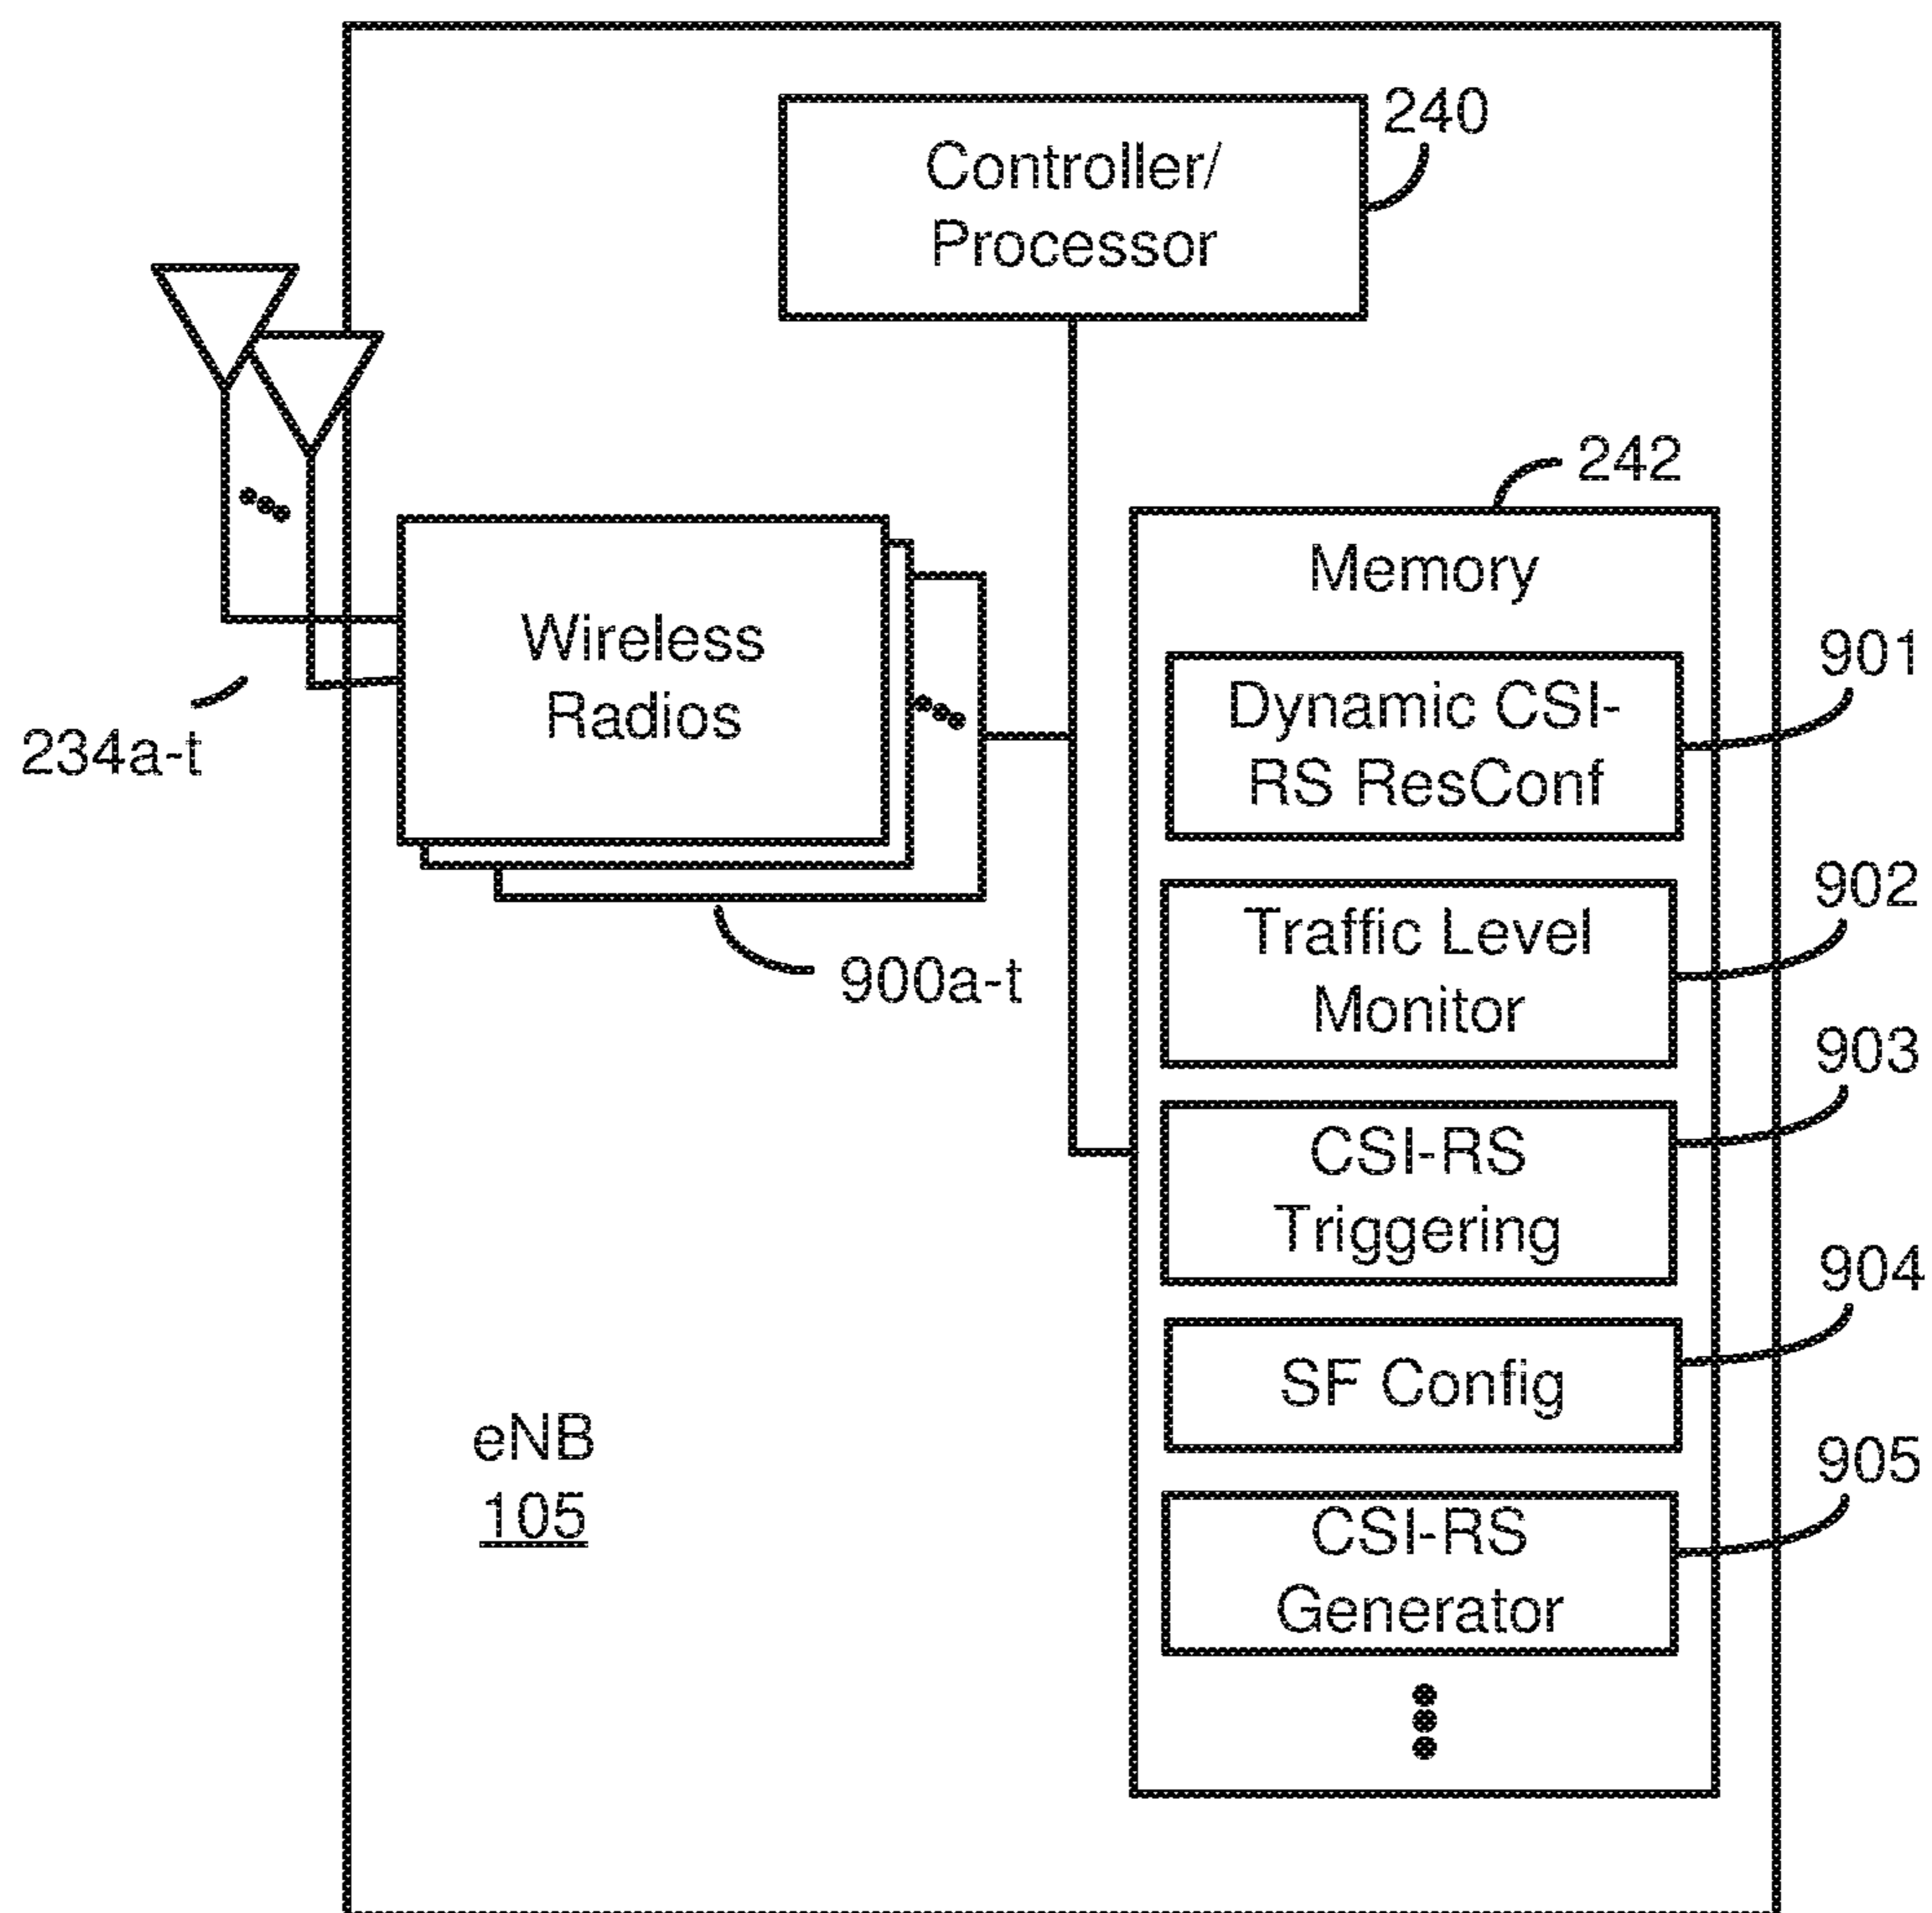 240
Controller/
Processor
242
Memory
Wireless
Radios
901
Dynamic CSI-
RS ResConf
234a-t
902
Traffic Level
Monitor
900a-t
903
CSI-RS
Triggering
904
SF Config
eNB
105
905
CSI-RS
Generator